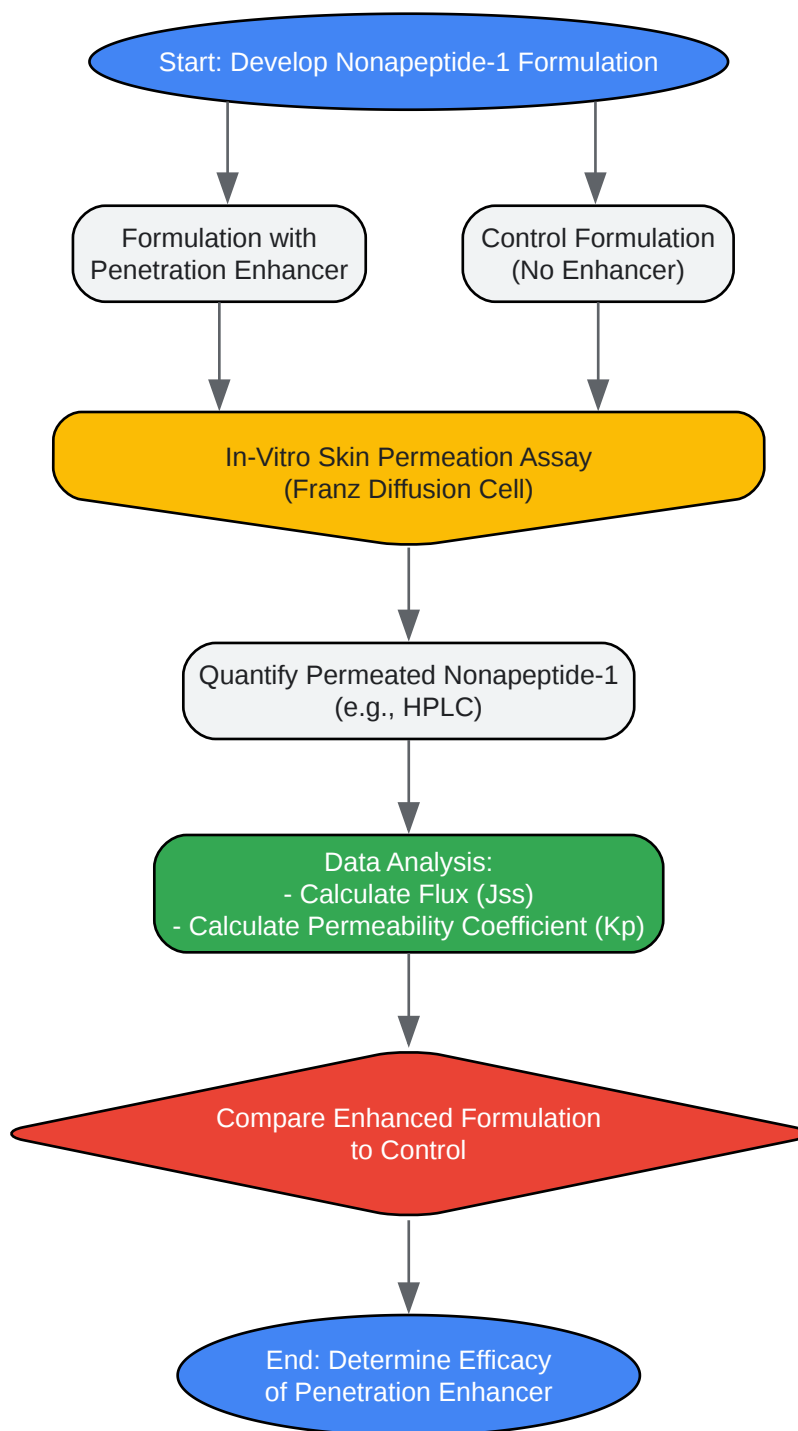 Start: Develop Nonapeptide-1 Formulation
Formulation with
Penetration Enhancer
Control Formulation
(No Enhancer)
In-Vitro Skin Permeation Assay
(Franz Diffusion Cell)
Quantify Permeated Nonapeptide-1
(e.g., HPLC)
Data Analysis:
- Calculate Flux (Jss)
- Calculate Permeability Coefficient (Kp)
Compare Enhanced Formulation
to Control
End: Determine Efficacy
of Penetration Enhancer